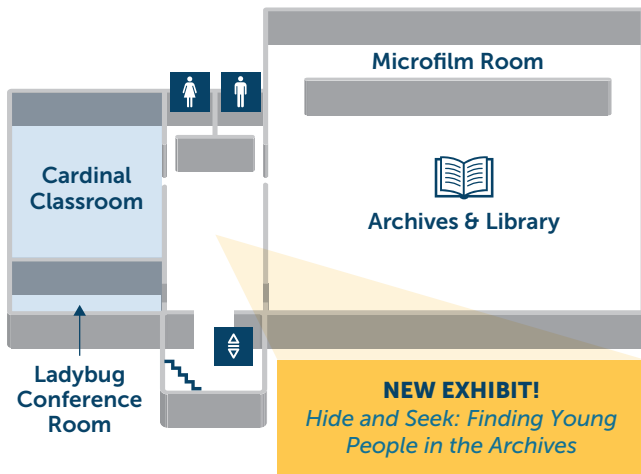 Microfilm Room
Cardinal
Classroom
Archives & Library
Ladybug
Conference
Room
NEW EXHIBIT!
Hide and Seek: Finding Young
People in the Archives